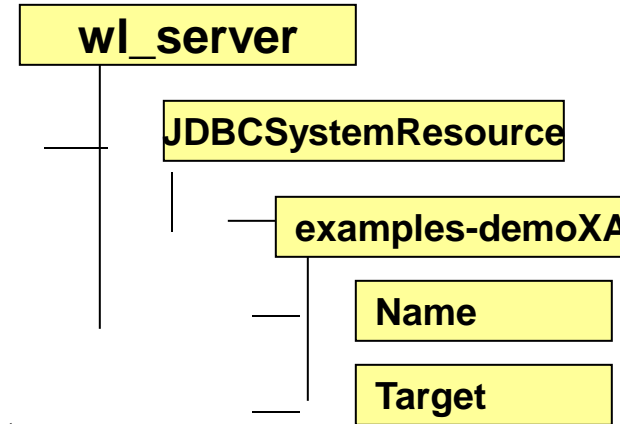 wl_server
JDBCSystemResource
examples-demoXA
Name
Target